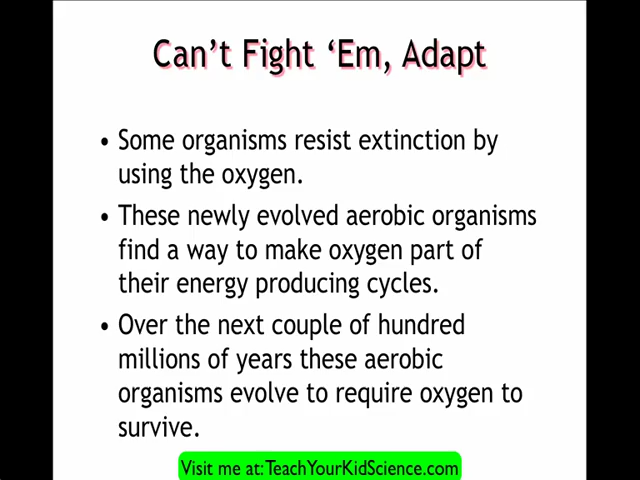 Can't Fight ‘Em, Adapt
• Some organisms resist extinction by
using the oxygen.
• These newly evolved aerobic organisms
find a way to make oxygen part of
their energy producing cycles.
• Over the next couple of hundred
millions of years these aerobic
organisms evolve to require oxygen to
survive.
Visit me at: TeachYourKidScience.com